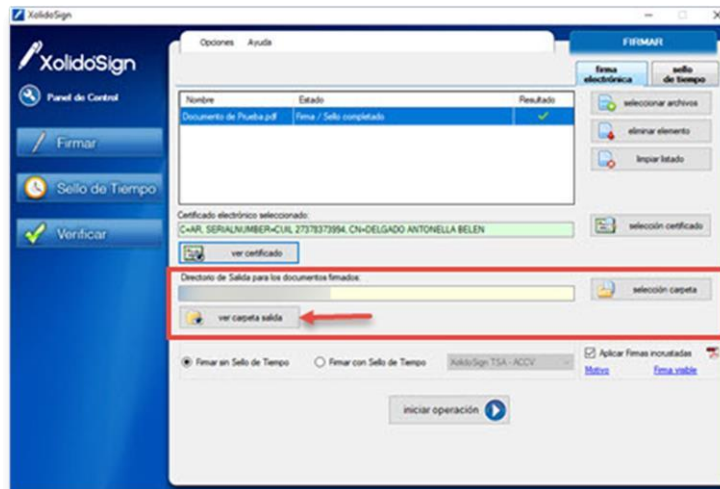 XolidoSign
Opciones Ayuda
FIRMAR
XolidoSign
firma electrónica
sello de tiempo
Panel de Control
Nombre Estado Resultado
Documento de Prueba.pdf Firma / Sello completado
seleccionar archivos
eliminar elemento
limpiar listado
Firmar
Sello de Tiempo
Verificar
Certificado electrónico seleccionado:
C=AR, SERIALNUMBER=CUIL 27378373994, CN=DELGADO ANTONELLA BELEN
selección certificado
ver certificado
Directorio de Salida para los documentos firmados:
selección carpeta
ver carpeta salida
Firmar sin Sello de Tiempo
Firmar con Sello de Tiempo
XolidoSign TSA - ACCV
Aplicar Firmas incrustadas
Motivo Firma visible
iniciar operación